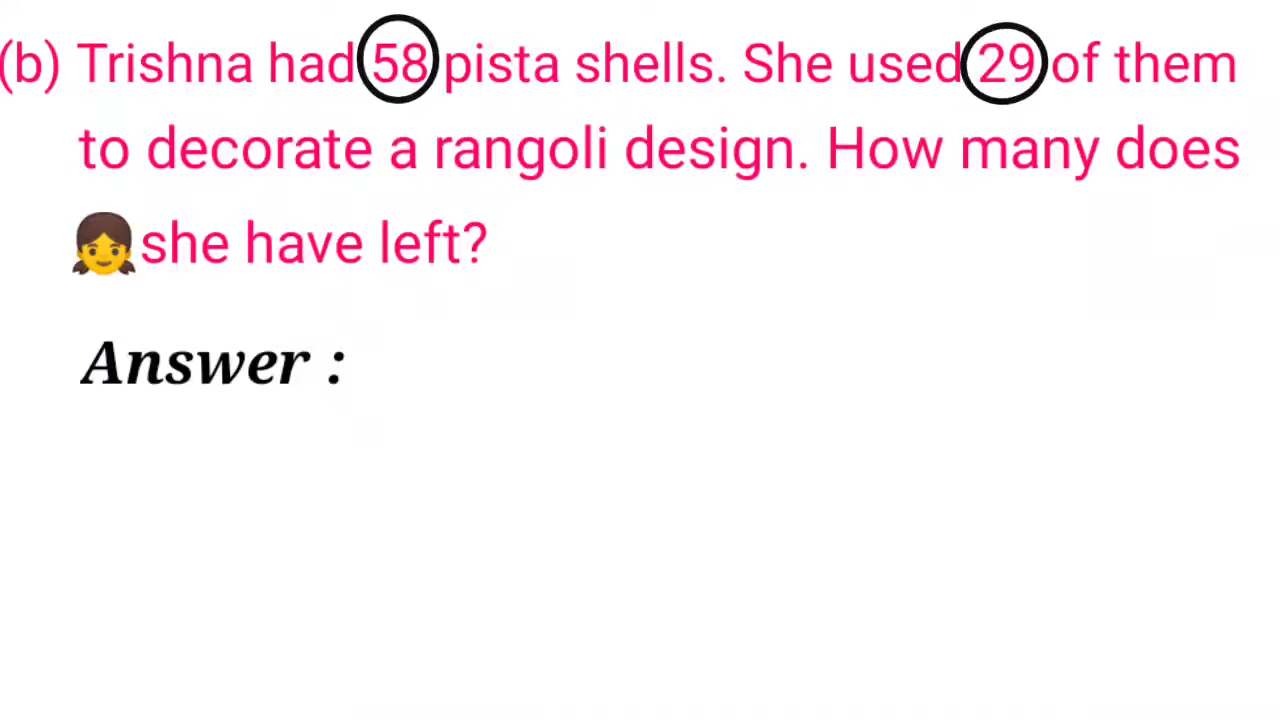 (b) Trishna had 58 pista shells. She used 29 of them
to decorate a rangoli design. How many does
she have left?
Answer :